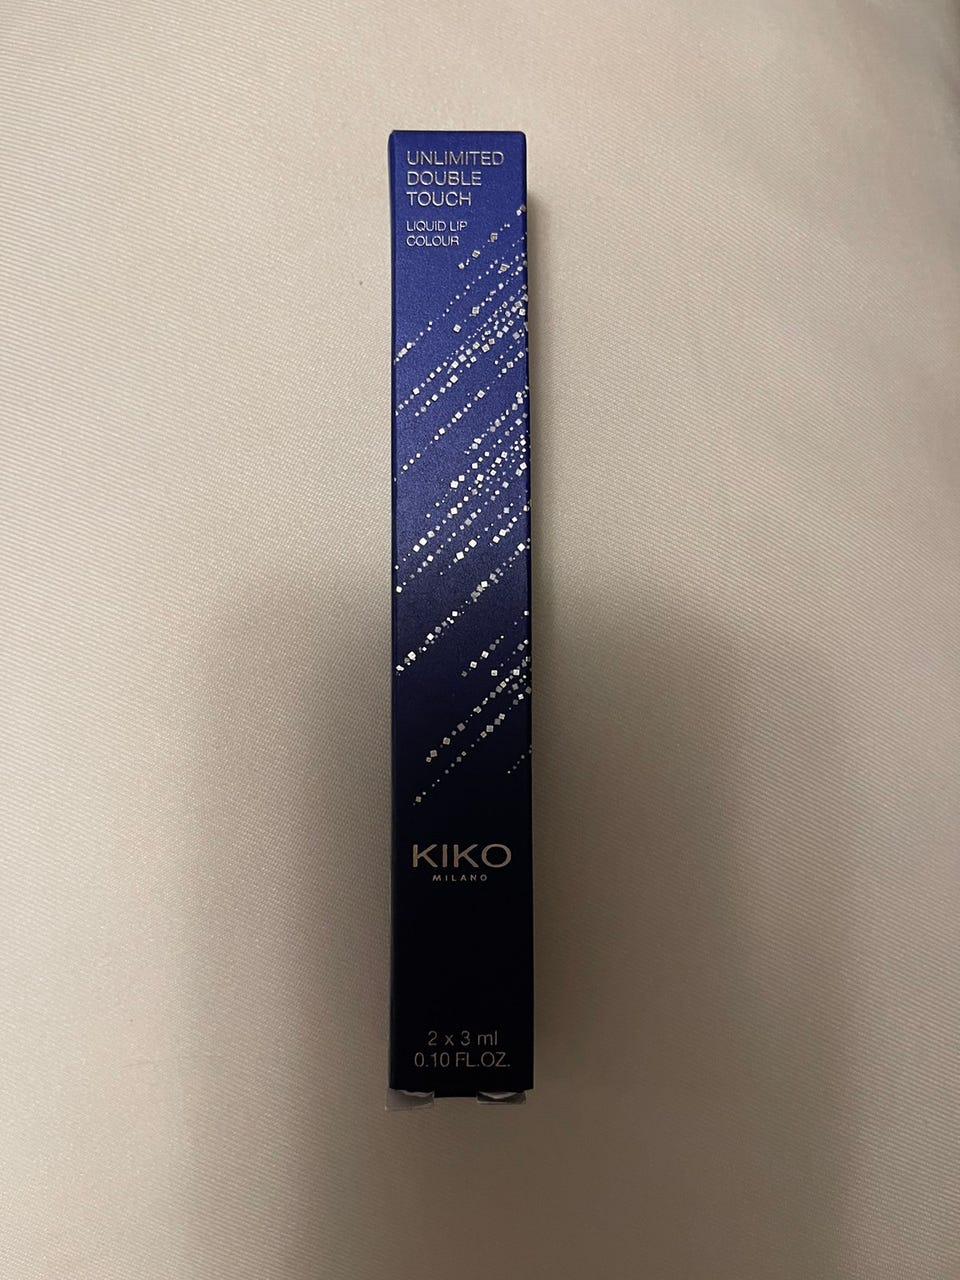 UNLIMITED
DOUBLE
TOUCH
LIQUID LIP
COLOUR
KIKO
MILANO
2 x 3 ml
0.10 FL.OZ.